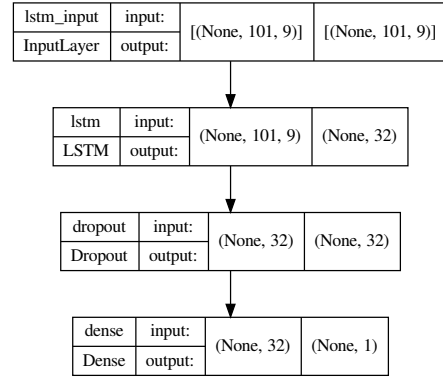 lstm_input input: [(None, 101, 9)] [(None, 101, 9)]
InputLayer output:
lstm input: (None, 101, 9) (None, 32)
LSTM output:
dropout input: (None, 32) (None, 32)
Dropout output:
dense input: (None, 32) (None, 1)
Dense output: